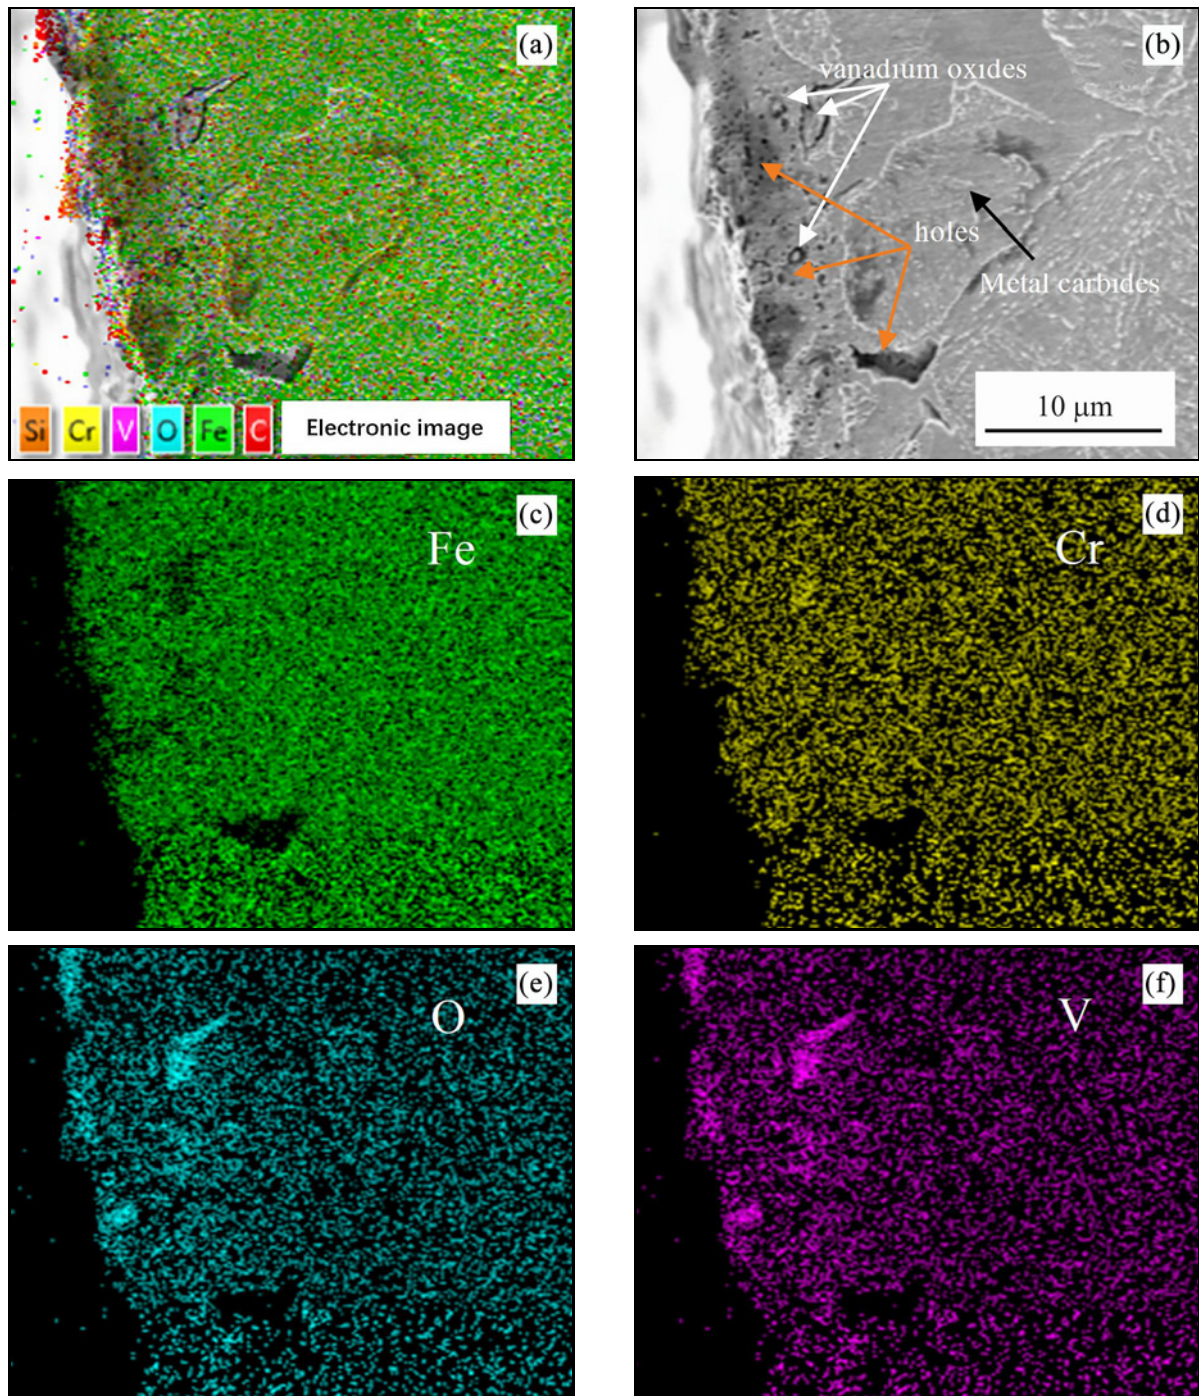 (a)
Si Cr V O Fe C Electronic image
(b)
vanadium oxides
holes
Metal carbides
10 μm
(c)
Fe
(d)
Cr
(e)
O
(f)
V